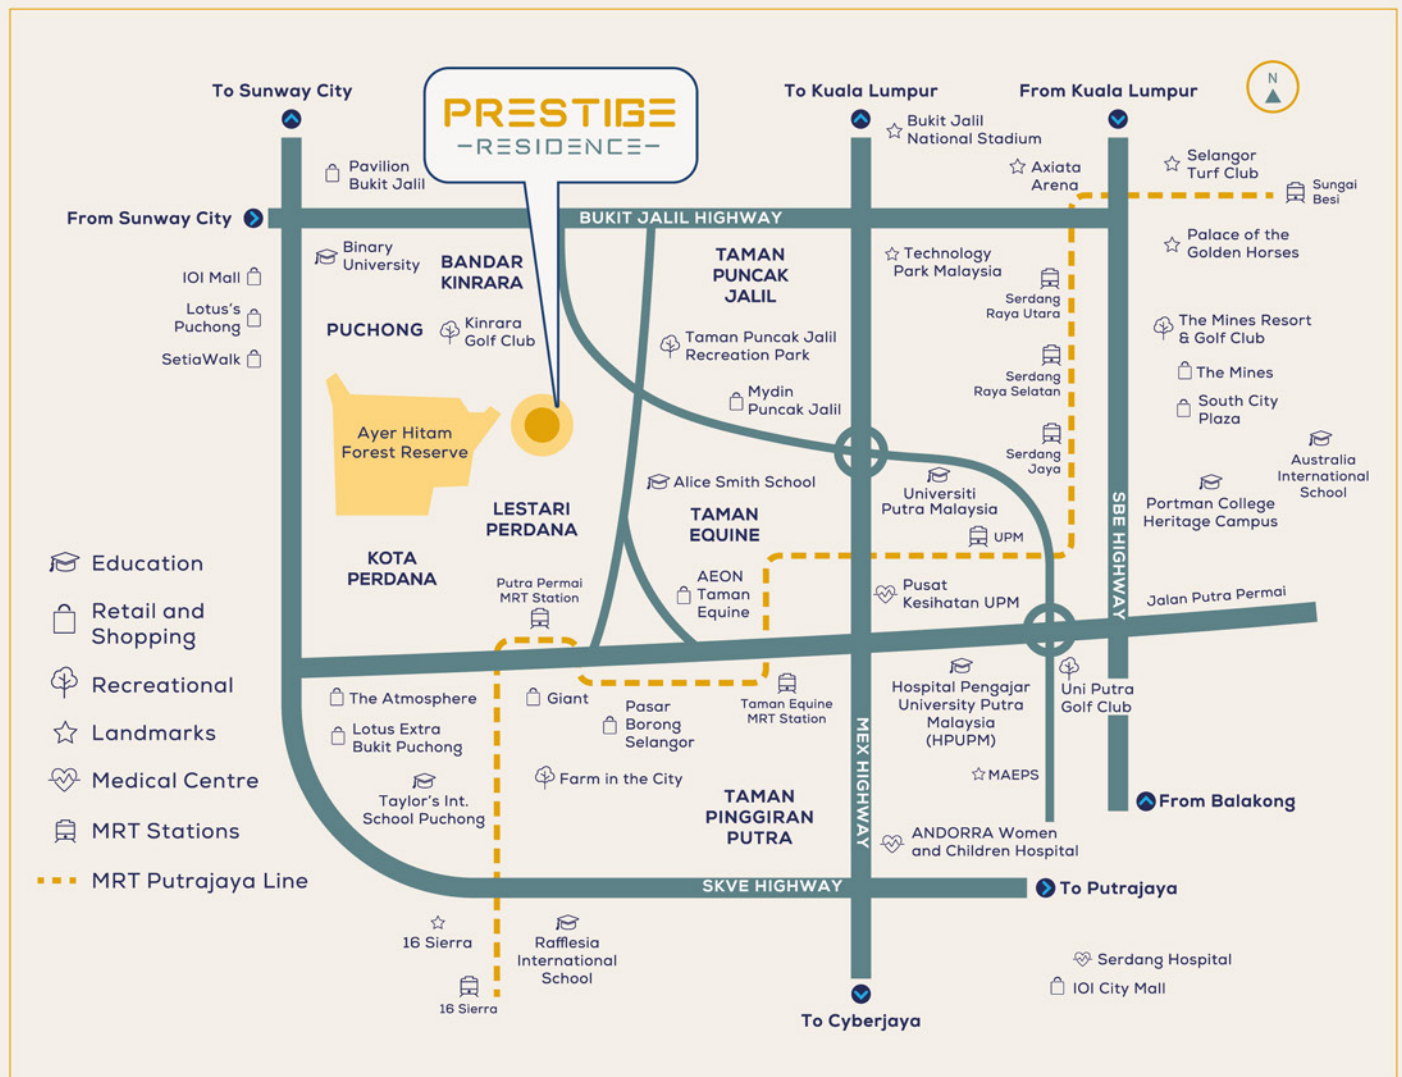 To Sunway City
PRESTIGE
RESIDENCE
To Kuala Lumpur
From Kuala Lumpur
N
Bukit Jalil
National Stadium
Axiata
Arena
Selangor
Turf Club
Sungai
Besi
Pavilion
Bukit Jalil
From Sunway City
BUKIT JALIL HIGHWAY
Binary
University
BANDAR
KINRARA
TAMAN
PUNCAK
JALIL
Technology
Park Malaysia
Palace of the
Golden Horses
IOI Mall
Lotus's
Puchong
SetiaWalk
PUCHONG
Kinrara
Golf Club
Taman Puncak Jalil
Recreation Park
Serdang
Raya Utara
The Mines Resort
& Golf Club
The Mines
Serdang
Raya Selatan
South City
Plaza
Mydin
Puncak Jalil
Ayer Hitam
Forest Reserve
Serdang
Jaya
Australia
International
School
Alice Smith School
Universiti
Putra Malaysia
Portman College
Heritage Campus
SBE HIGHWAY
LESTARI
PERDANA
TAMAN
EQUINE
UPM
KOTA
PERDANA
Putra Permai
MRT Station
AEON
Taman
Equine
Pusat
Kesihatan UPM
Jalan Putra Permai
Education
Retail and
Shopping
Recreational
Landmarks
Medical Centre
MRT Stations
MRT Putrajaya Line
The Atmosphere
Lotus Extra
Bukit Puchong
Giant
Pasar
Borong
Selangor
Taman Equine
MRT Station
Hospital Pengajar
University Putra
Malaysia
(HPUPM)
Uni Putra
Golf Club
MEX HIGHWAY
Taylor's Int.
School Puchong
Farm in the City
TAMAN
PINGGIRAN
PUTRA
MAEPS
From Balakong
ANDORRA Women
and Children Hospital
SKVE HIGHWAY
To Putrajaya
16 Sierra
Rafflesia
International
School
16 Sierra
Serdang Hospital
IOI City Mall
To Cyberjaya